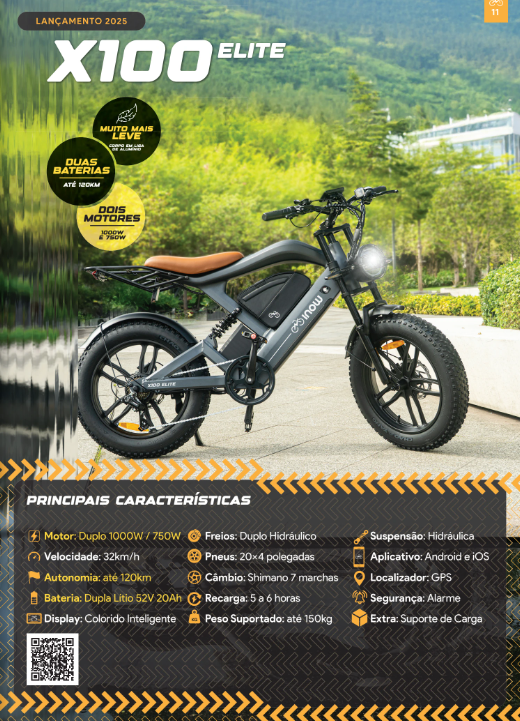 LANÇAMENTO 2025
11
X100 ELITE
MUITO MAIS
LEVE
CORPO EM LIGA
DE ALUMÍNIO
DUAS
BATERIAS
ATÉ 120KM
DOIS
MOTORES
1000W
E 750W
inow
X100 ELITE
PRINCIPAIS CARACTERÍSTICAS
Motor: Duplo 1000W / 750W
Velocidade: 32km/h
Autonomia: até 120km
Bateria: Dupla Lítio 52V 20Ah
Display: Colorido Inteligente
Freios: Duplo Hidráulico
Pneus: 20×4 polegadas
Câmbio: Shimano 7 marchas
Recarga: 5 a 6 horas
Peso Suportado: até 150kg
Suspensão: Hidráulica
Aplicativo: Android e iOS
Localizador: GPS
Segurança: Alarme
Extra: Suporte de Carga